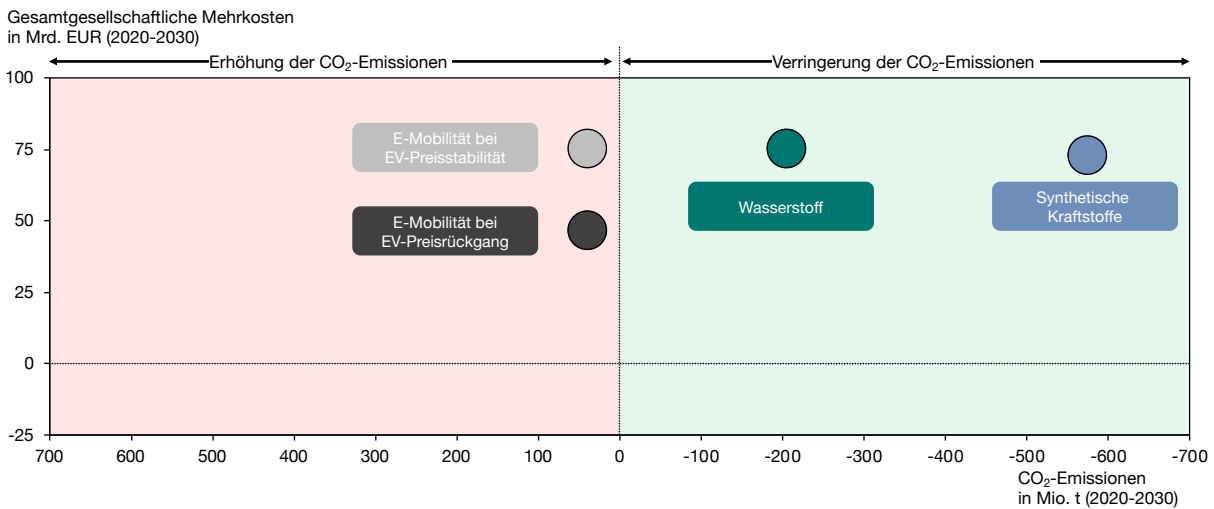 Gesamtgesellschaftliche Mehrkosten
in Mrd. EUR (2020-2030)
Erhöhung der CO₂-Emissionen
Verringerung der CO₂-Emissionen
100
75
50
25
0
-25
E-Mobilität bei
EV-Preisstabilität
E-Mobilität bei
EV-Preisrückgang
Wasserstoff
Synthetische
Kraftstoffe
700 600 500 400 300 200 100 0 -100 -200 -300 -400 -500 -600 -700
CO₂-Emissionen
in Mio. t (2020-2030)